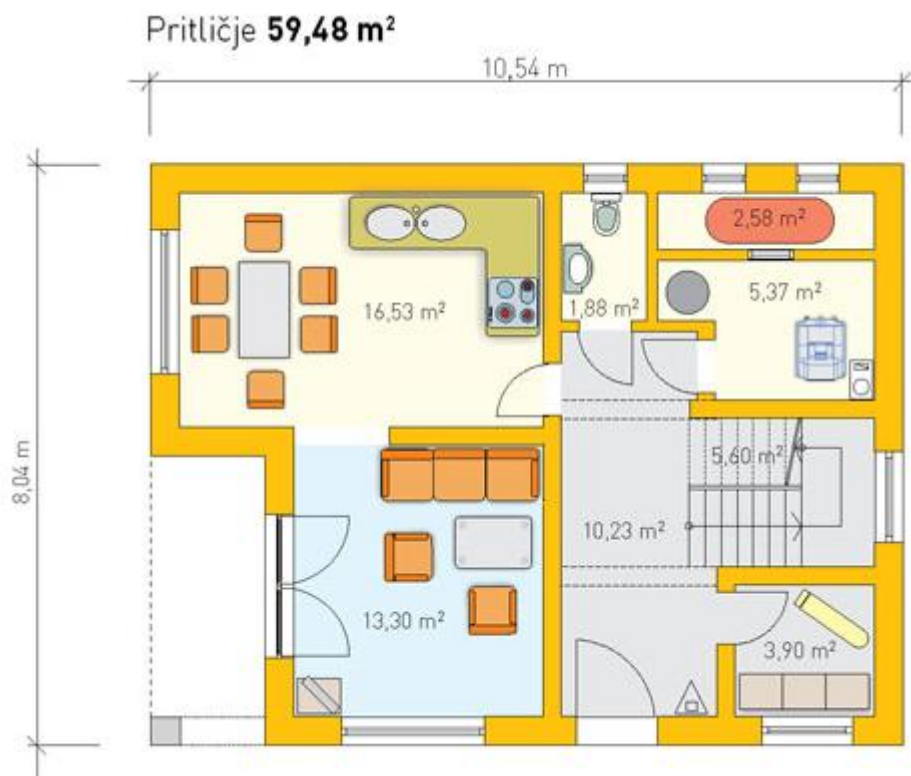 Pritličje 59,48 m²
10,54 m
8,04 m
2,58 m²
5,37 m²
16,53 m²
1,88 m²
5,60 m²
10,23 m²
13,30 m²
3,90 m²